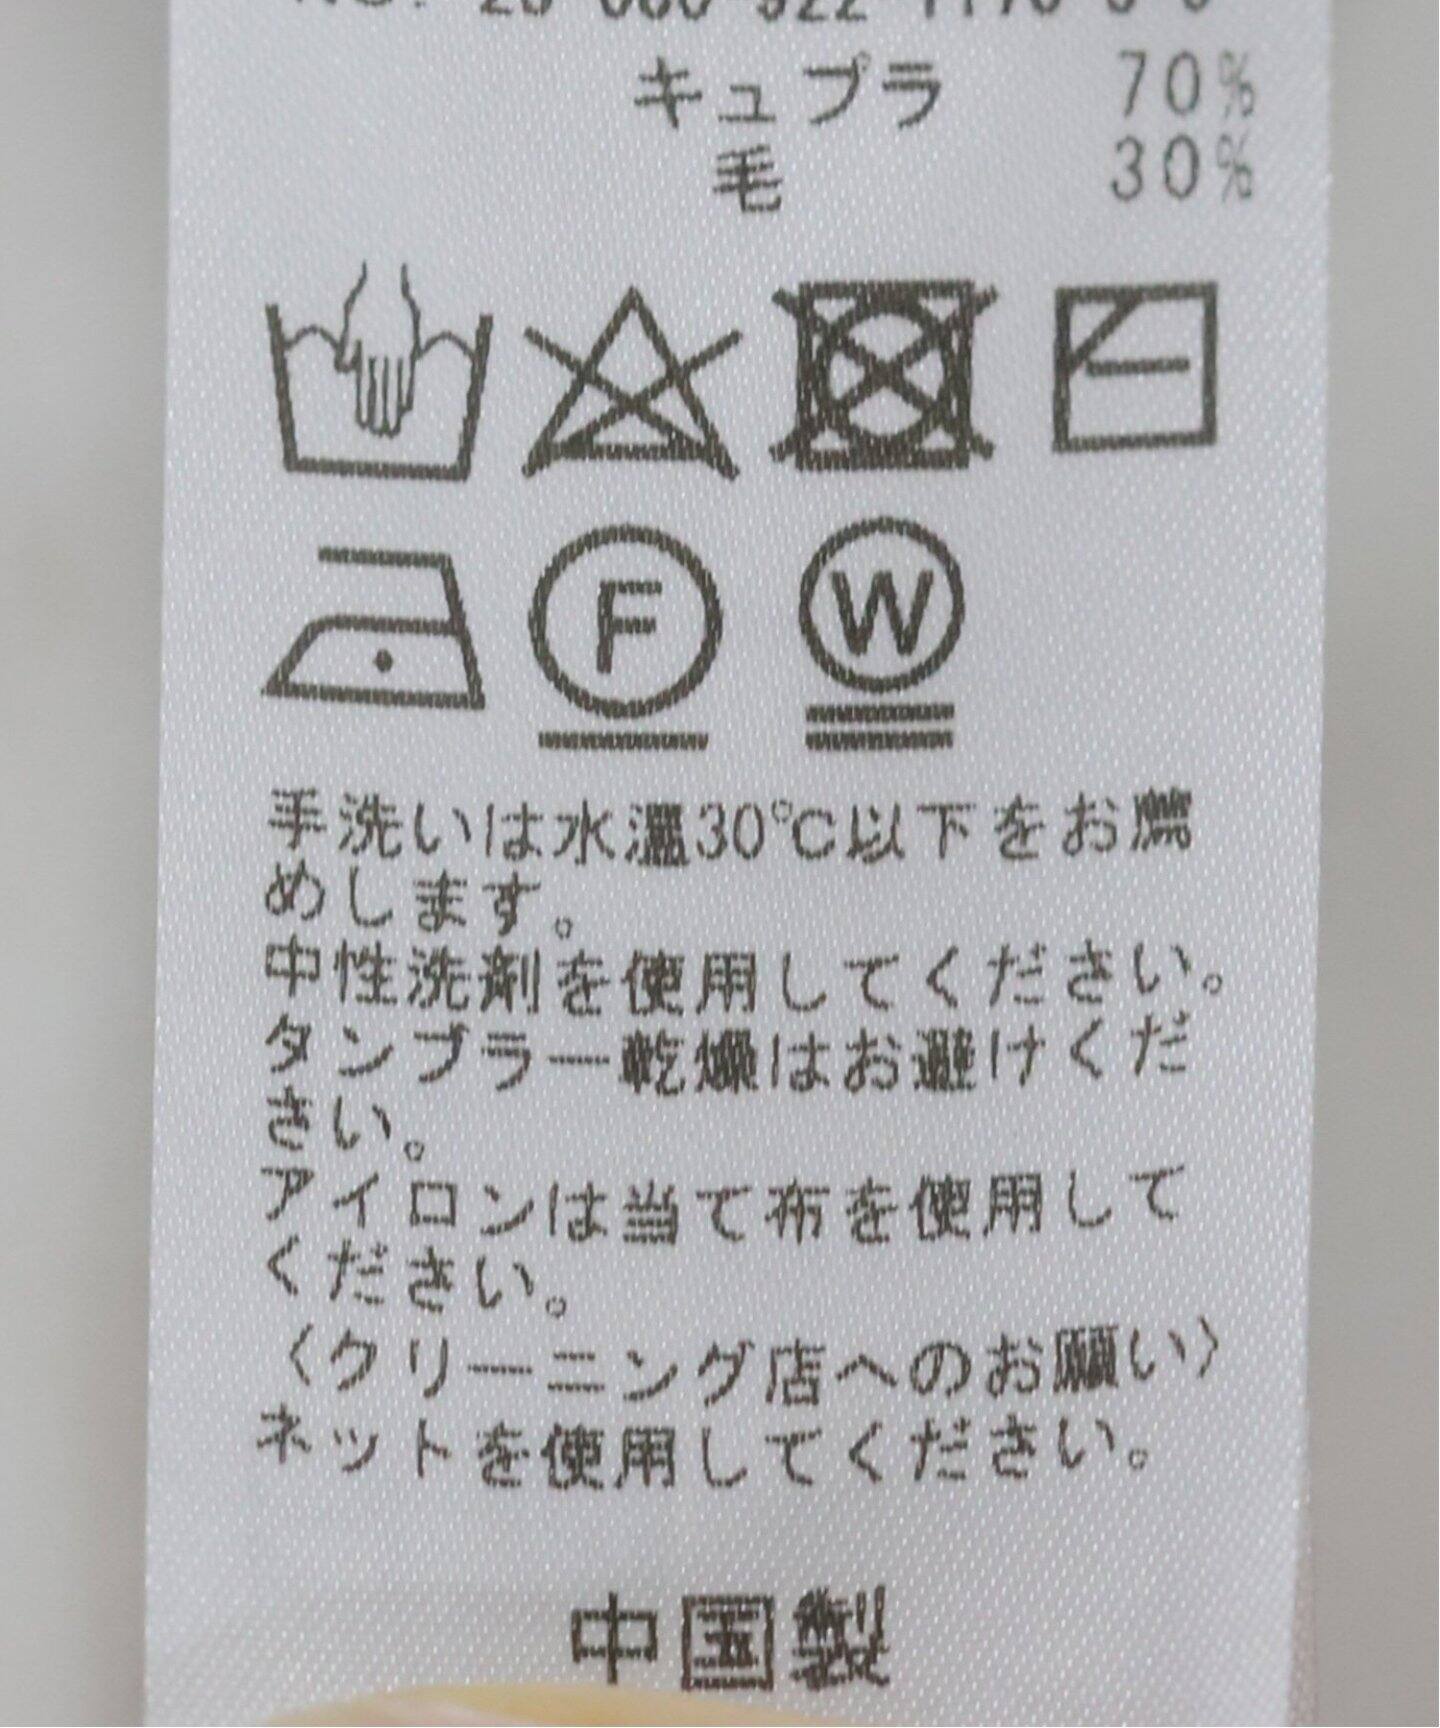 キュプラ 70%
毛 30%
F
W
手洗いは水温30℃以下をお薦
めします。
中性洗剤を使用してください。
タンブラー乾燥はお避けくだ
さい。
アイロンは当て布を使用して
ください。
〈クリーニング店へのお願い〉
ネットを使用してください。
中国製